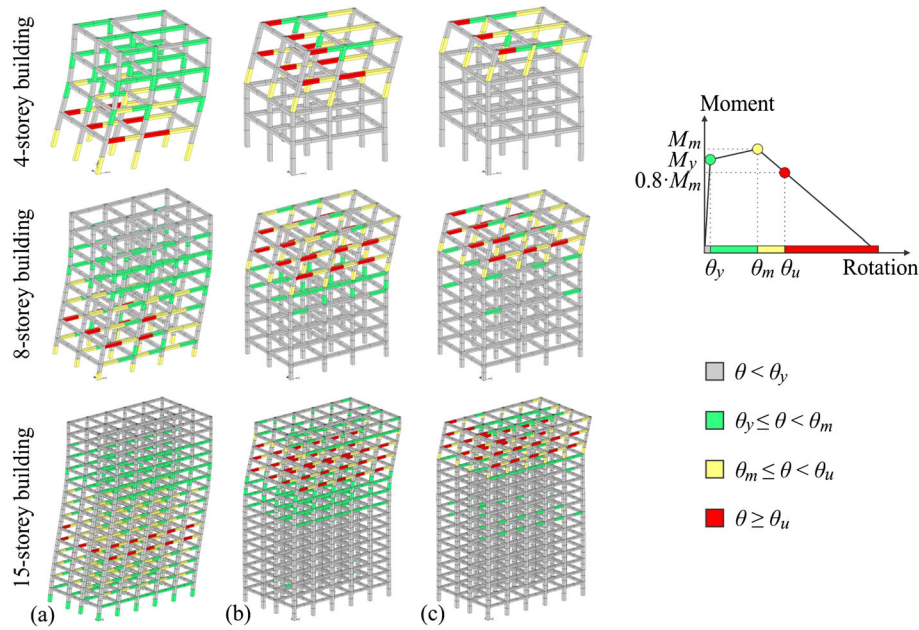 4-storey building
8-storey building
15-storey building
(a)
(b)
(c)
Moment
M_m
M_y
0.8·M_m
θ_y
θ_m
θ_u
Rotation
θ < θ_y
θ_y ≤ θ < θ_m
θ_m ≤ θ < θ_u
θ ≥ θ_u